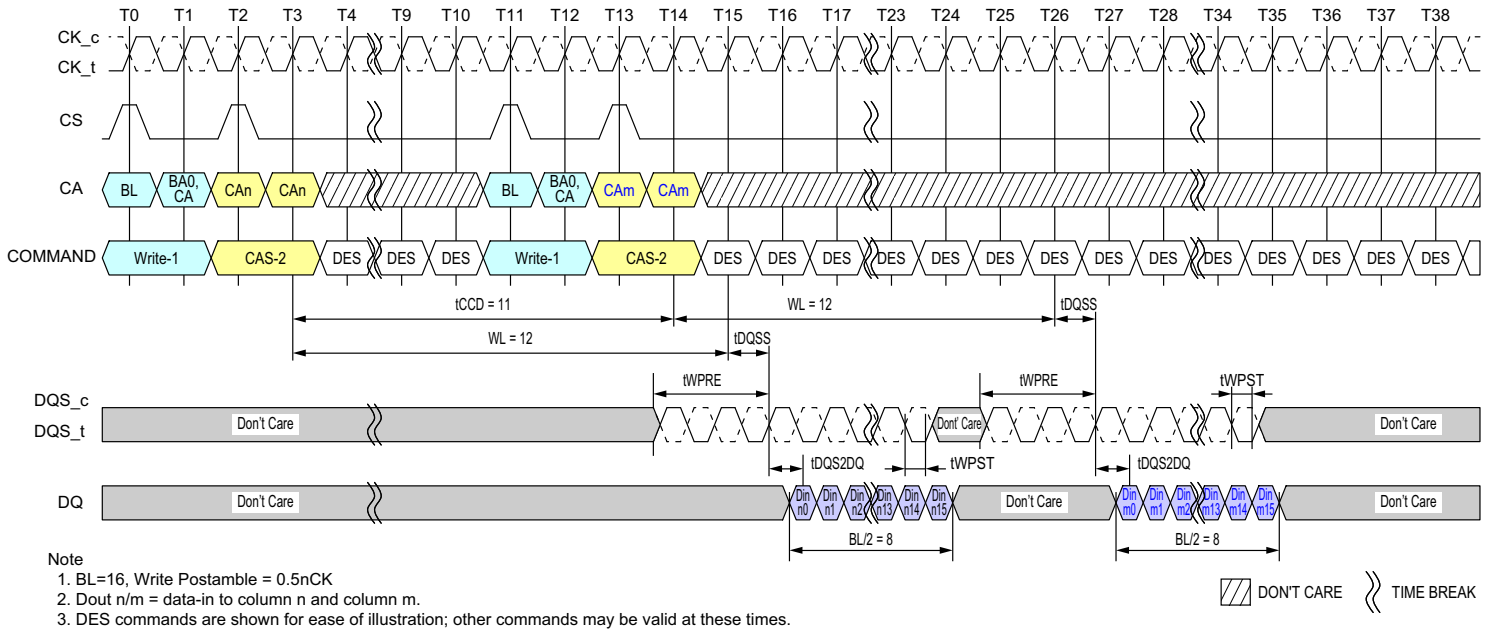 T0 T1 T2 T3 T4 T9 T10 T11 T12 T13 T14 T15 T16 T17 T23 T24 T25 T26 T27 T28 T34 T35 T36 T37 T38
CK_c
CK_t
CS
CA BL BA0, CA CAn CAn BL BA0, CA CAm CAm
COMMAND Write-1 CAS-2 DES DES DES Write-1 CAS-2 DES DES DES DES DES DES DES DES DES DES DES DES DES DES
tCCD = 11 WL = 12 tDQSS
WL = 12 tDQSS
tWPRE tWPRE tWPST
DQS_c
DQS_t Don't Care Dont' Care Don't Care
tDQS2DQ tWPST tDQS2DQ
DQ Don't Care Din n0 Din n1 Din n2 Din n13 Din n14 Din n15 Don't Care Din m0 Din m1 Din m2 Din m13 Din m14 Din m15 Don't Care
BL/2 = 8 BL/2 = 8
Note
1. BL=16, Write Postamble = 0.5nCK
2. Dout n/m = data-in to column n and column m.
3. DES commands are shown for ease of illustration; other commands may be valid at these times.
DON'T CARE TIME BREAK